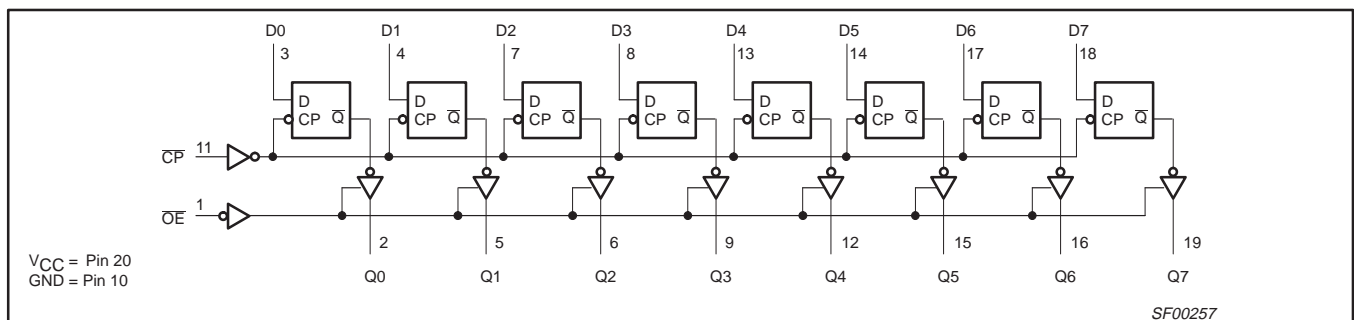 D0 D1 D2 D3 D4 D5 D6 D7
3 4 7 8 13 14 17 18
D D D D D D D D
CP Q̅ CP Q̅ CP Q̅ CP Q̅ CP Q̅ CP Q̅ CP Q̅ CP Q̅
C̅P̅ 11
O̅E̅ 1
2 5 6 9 12 15 16 19
VCC = Pin 20
GND = Pin 10
Q0 Q1 Q2 Q3 Q4 Q5 Q6 Q7
SF00257